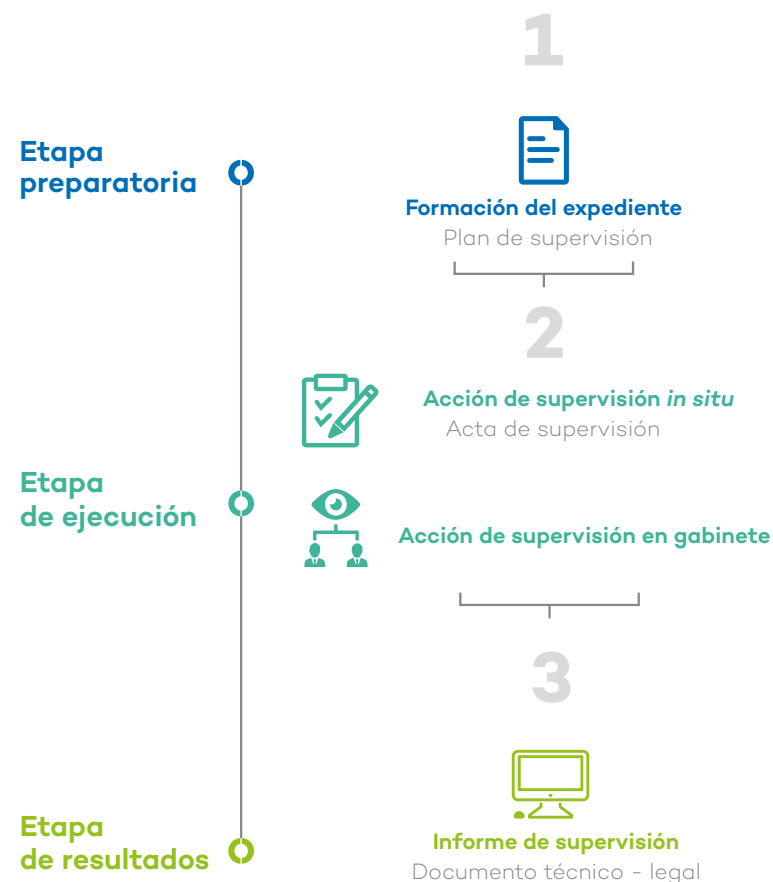 1
Etapa
preparatoria
Formación del expediente
Plan de supervisión
2
Acción de supervisión in situ
Acta de supervisión
Etapa
de ejecución
Acción de supervisión en gabinete
3
Etapa
de resultados
Informe de supervisión
Documento técnico - legal